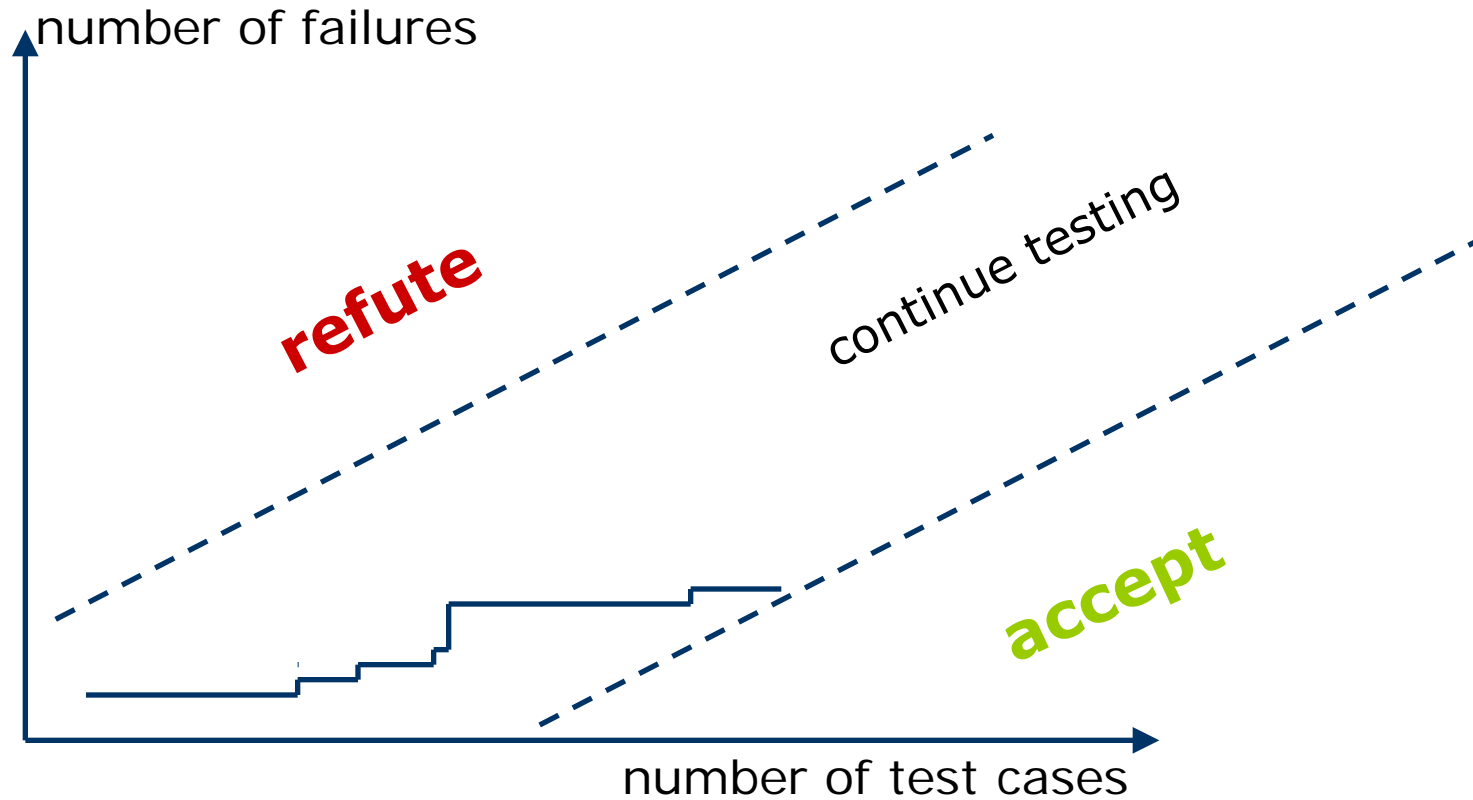 number of failures
continue testing
refute
accept
number of test cases